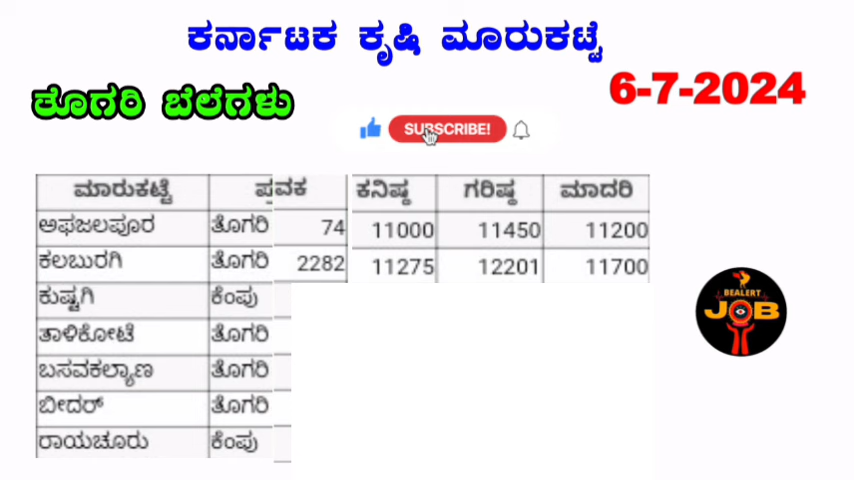 ಕರ್ನಾಟಕ ಕೃಷಿ ಮಾರುಕಟ್ಟೆ
ತೊಗರಿ ಬೆಲೆಗಳು
6-7-2024
SUBSCRIBE!
ಮಾರುಕಟ್ಟೆ ವಕ ಕನಿಷ್ಠ ಗರಿಷ್ಠ ಮಾದರಿ
ಅಫಜಲಪೂರ ತೊಗರಿ 74 11000 11450 11200
ಕಲಬುರಗಿ ತೊಗರಿ 2282 11275 12201 11700
ಕುಷ್ಟಗಿ ಕೆಂಪು
ತಾಳಿಕೋಟೆ ತೊಗರಿ
ಬಸವಕಲ್ಯಾಣ ತೊಗರಿ
ಬೀದರ್ ತೊಗರಿ
ರಾಯಚೂರು ಕೆಂಪು
BEALERT
JOB